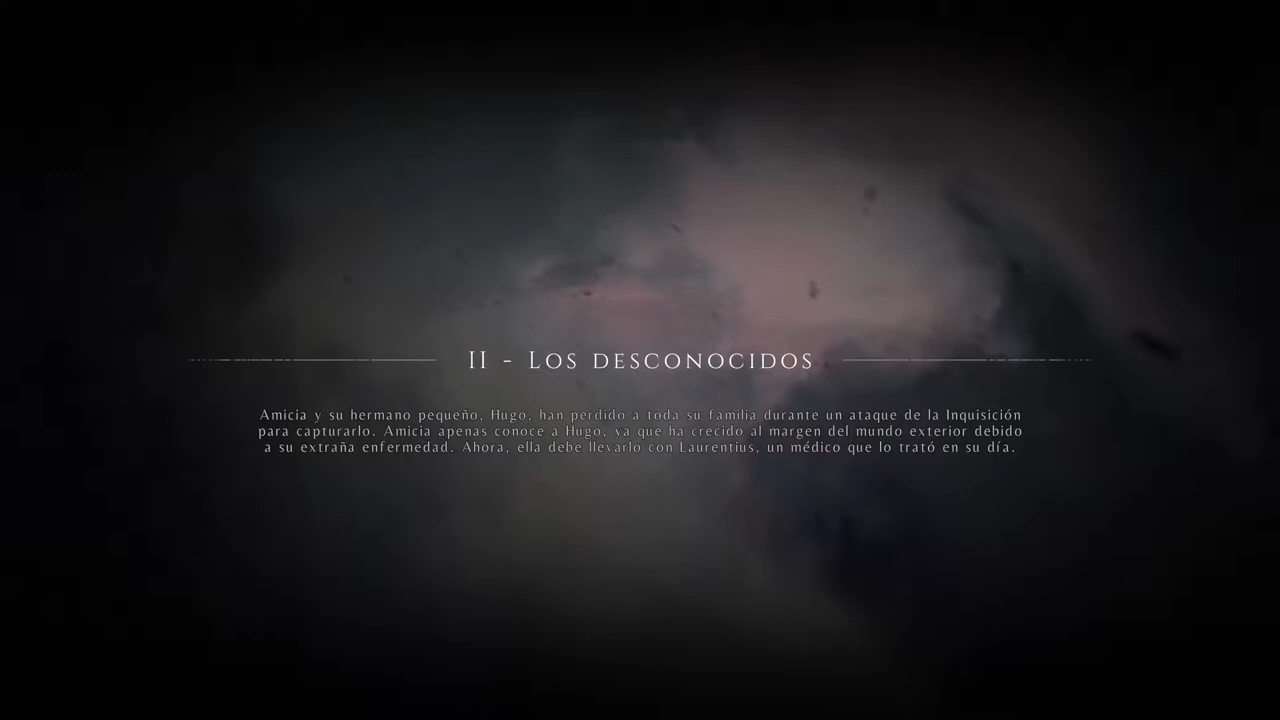 II - Los desconocidos
Amicia y su hermano pequeño, Hugo, han perdido a toda su familia durante un ataque de la Inquisición
para capturarlo. Amicia apenas conoce a Hugo, ya que ha crecido al margen del mundo exterior debido
a su extraña enfermedad. Ahora, ella debe llevarlo con Laurentius, un médico que lo trató en su día.